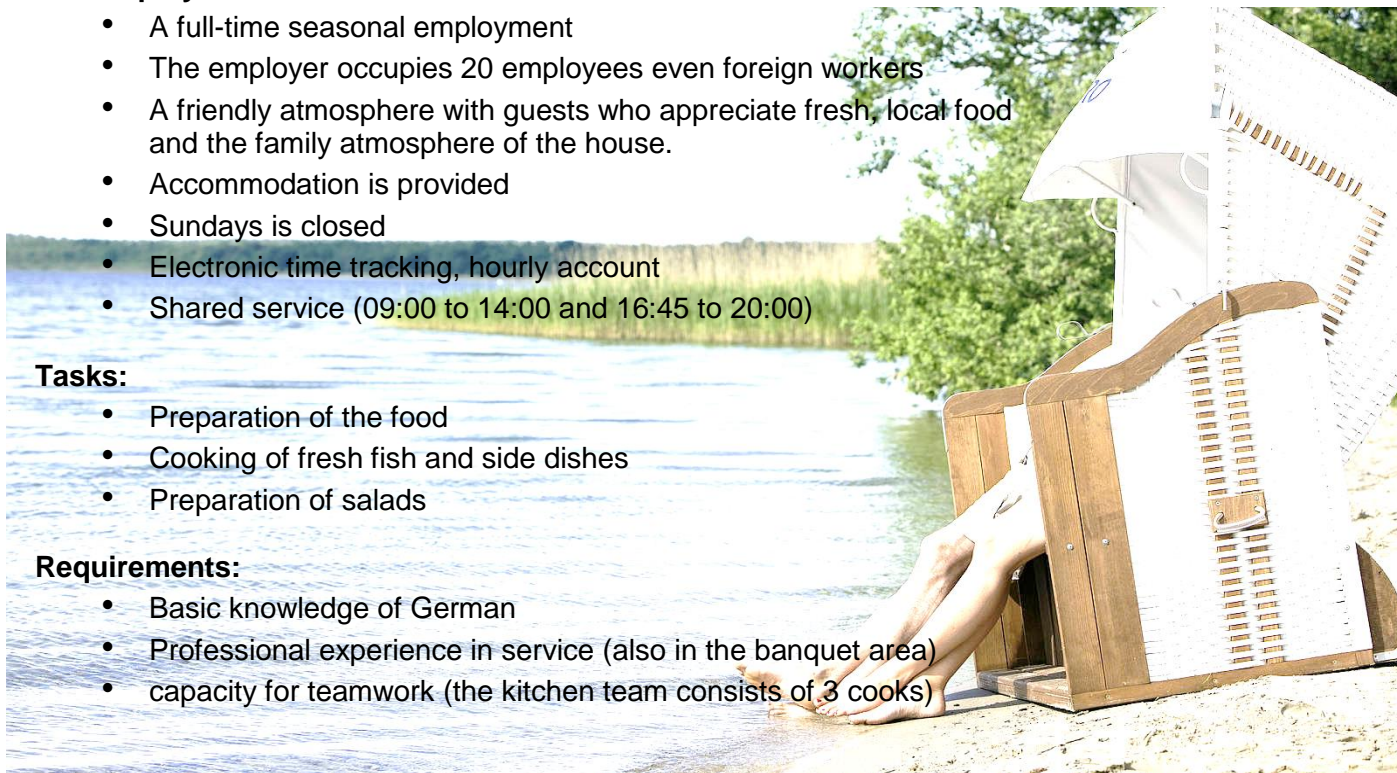 • A full-time seasonal employment
• The employer occupies 20 employees even foreign workers
• A friendly atmosphere with guests who appreciate fresh, local food
and the family atmosphere of the house.
• Accommodation is provided
• Sundays is closed
• Electronic time tracking, hourly account
• Shared service (09:00 to 14:00 and 16:45 to 20:00)
Tasks:
• Preparation of the food
• Cooking of fresh fish and side dishes
• Preparation of salads
Requirements:
• Basic knowledge of German
• Professional experience in service (also in the banquet area)
• capacity for teamwork (the kitchen team consists of 3 cooks)